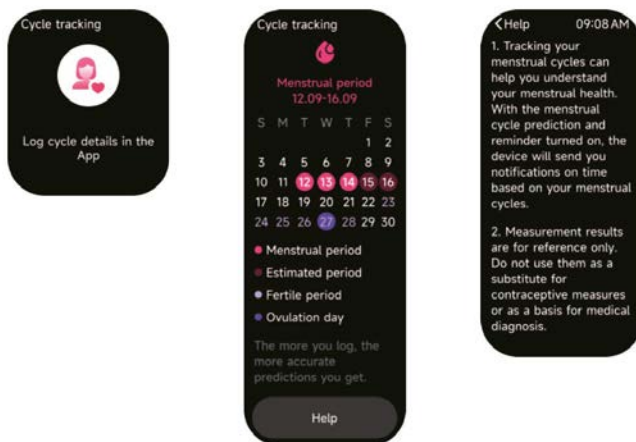 Cycle tracking
Log cycle details in the
App
Cycle tracking
Menstrual period
12.09-16.09
S M T W T F S
1 2
3 4 5 6 7 8 9
10 11 12 13 14 15 16
17 18 19 20 21 22 23
24 25 26 27 28 29 30
Menstrual period
Estimated period
Fertile period
Ovulation day
The more you log, the
more accurate
predictions you get.
Help
Help 09:08 AM
1. Tracking your
menstrual cycles can
help you understand
your menstrual health.
With the menstrual
cycle prediction and
reminder turned on, the
device will send you
notifications on time
based on your menstrual
cycles.
2. Measurement results
are for reference only.
Do not use them as a
substitute for
contraceptive measures
or as a basis for medical
diagnosis.